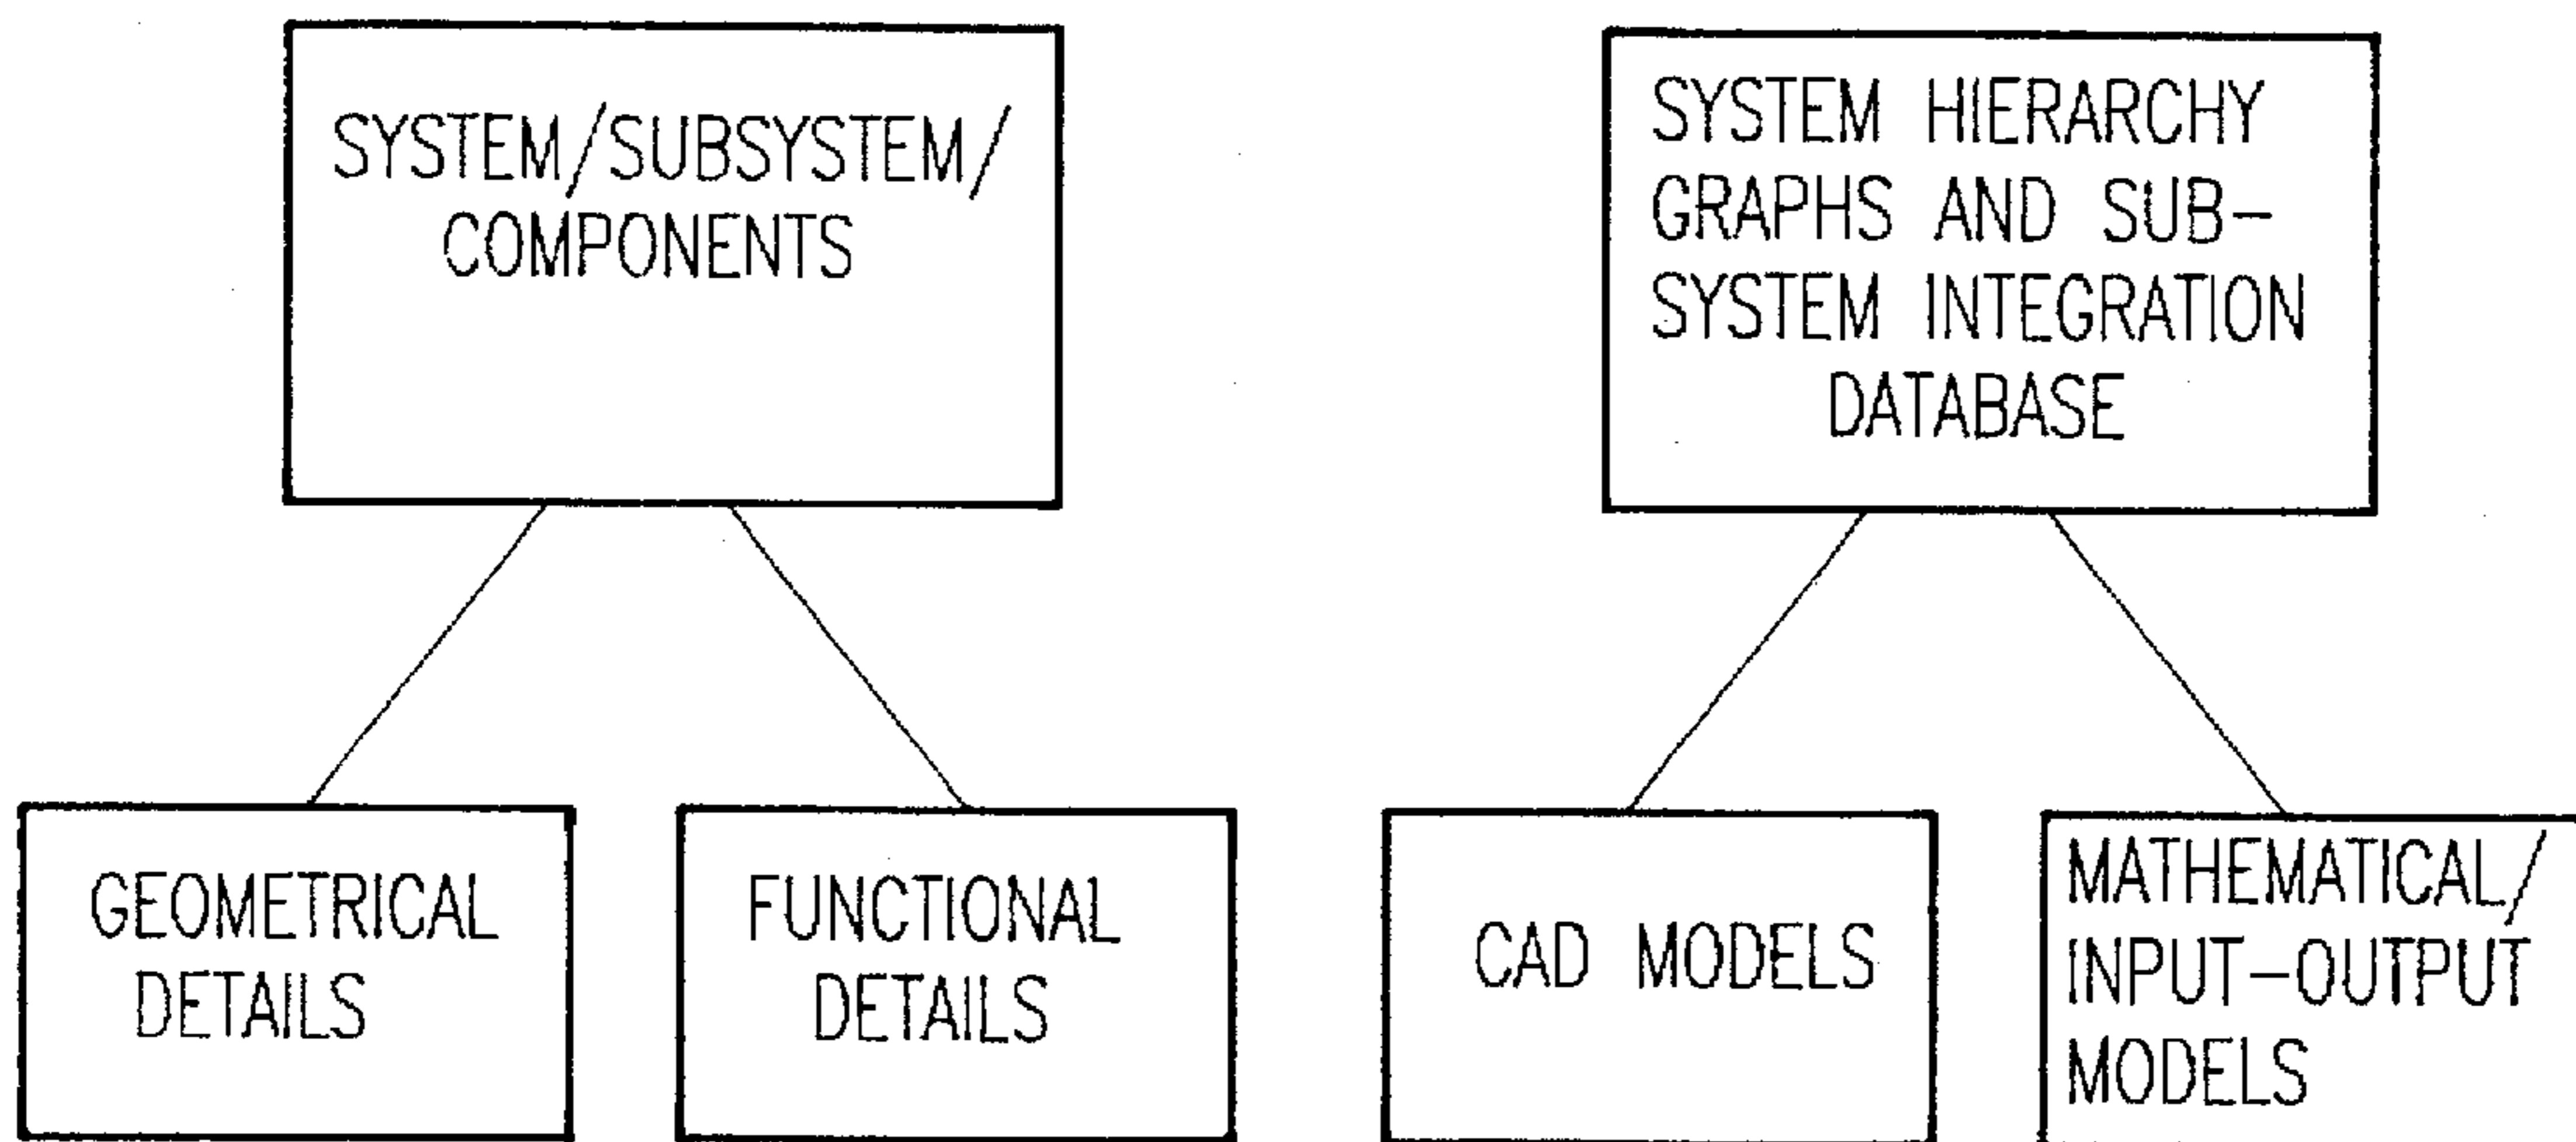 SYSTEM/SUBSYSTEM/
COMPONENTS
SYSTEM HIERARCHY
GRAPHS AND SUB-
SYSTEM INTEGRATION
DATABASE
GEOMETRICAL
DETAILS
FUNCTIONAL
DETAILS
CAD MODELS
MATHEMATICAL/
INPUT-OUTPUT
MODELS